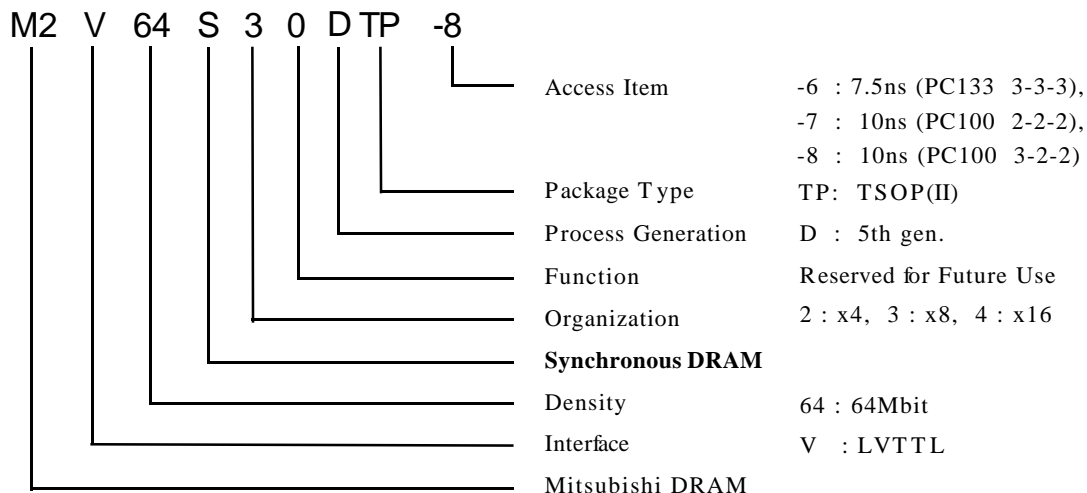 M2 V 64 S 3 0 D TP -8
Access Item -6 : 7.5ns (PC133 3-3-3),
-7 : 10ns (PC100 2-2-2),
-8 : 10ns (PC100 3-2-2)
Package Type TP: TSOP(II)
Process Generation D : 5th gen.
Function Reserved for Future Use
Organization 2 : x4, 3 : x8, 4 : x16
Synchronous DRAM
Density 64 : 64Mbit
Interface V : LVTTL
Mitsubishi DRAM